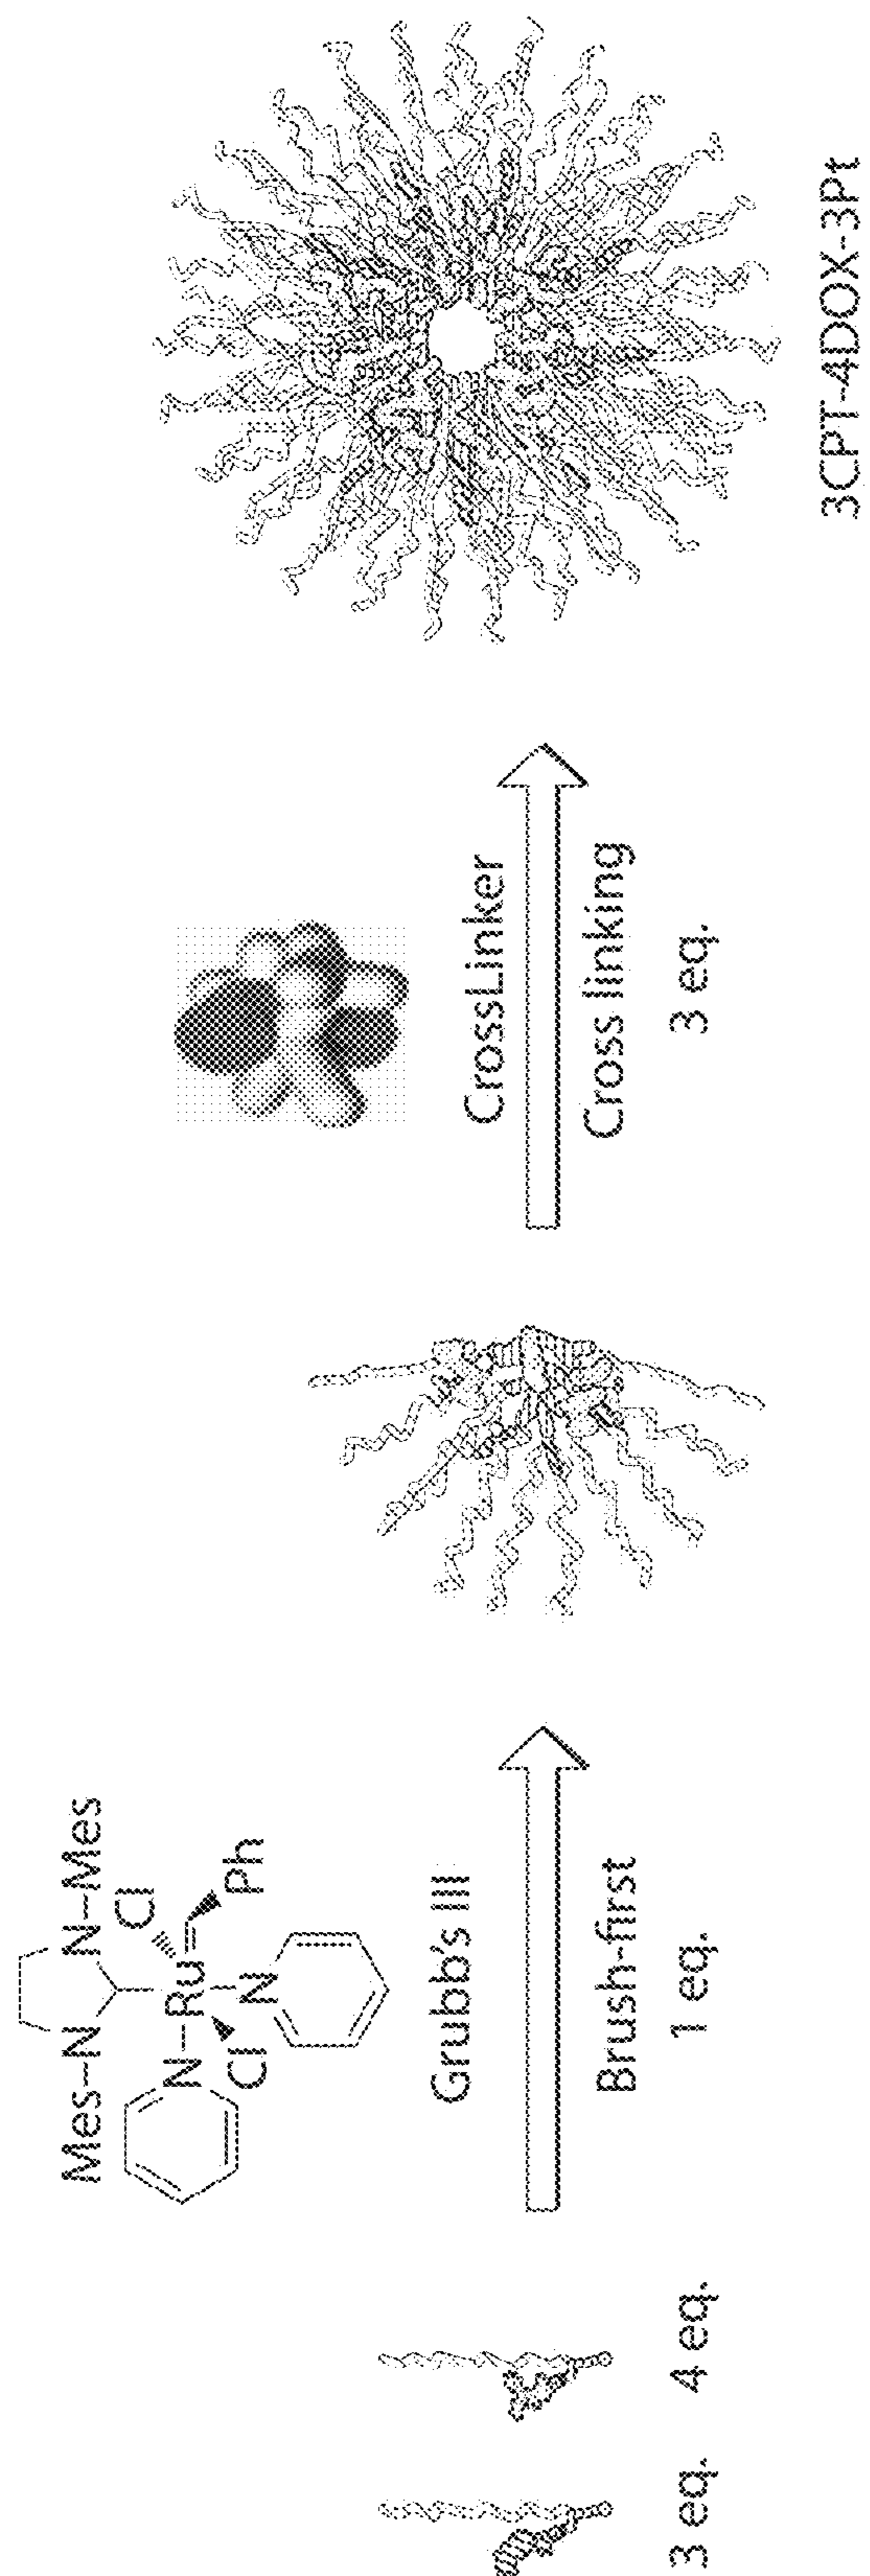 3 eq.
4 eq.
Mes-N N-Mes
Cl
N-Ru
Ph
Cl
N
Grubb's III
Brush-first
1 eq.
CrossLinker
Cross linking
3 eq.
3CPT-4DOX-3Pt